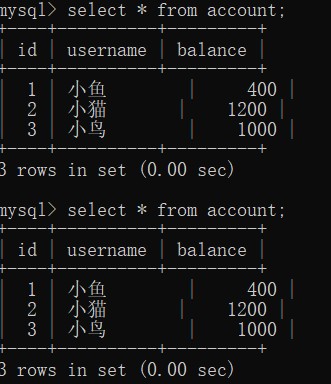 mysql> select * from account;
+----+----------+---------+
| id | username | balance |
+----+----------+---------+
| 1 | 小鱼 | 400 |
| 2 | 小猫 | 1200 |
| 3 | 小鸟 | 1000 |
+----+----------+---------+
3 rows in set (0.00 sec)
mysql> select * from account;
+----+----------+---------+
| id | username | balance |
+----+----------+---------+
| 1 | 小鱼 | 400 |
| 2 | 小猫 | 1200 |
| 3 | 小鸟 | 1000 |
+----+----------+---------+
3 rows in set (0.00 sec)